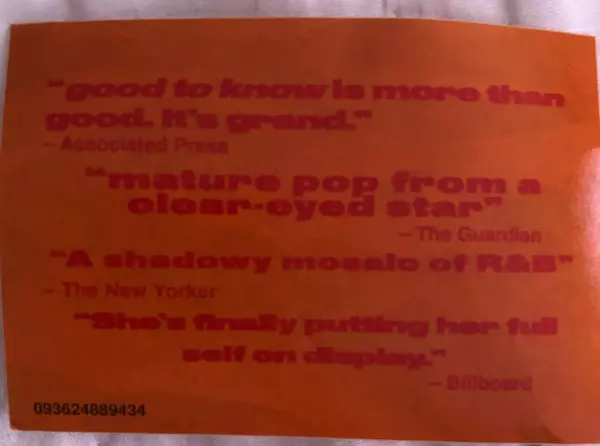 "good to know is more than
good. It's grand."
– Associated Press
"mature pop from a
clear-eyed star"
– The Guardian
"A shadowy mosaic of R&B"
– The New Yorker
"She's finally putting her full
self on display."
– Billboard
093624889434